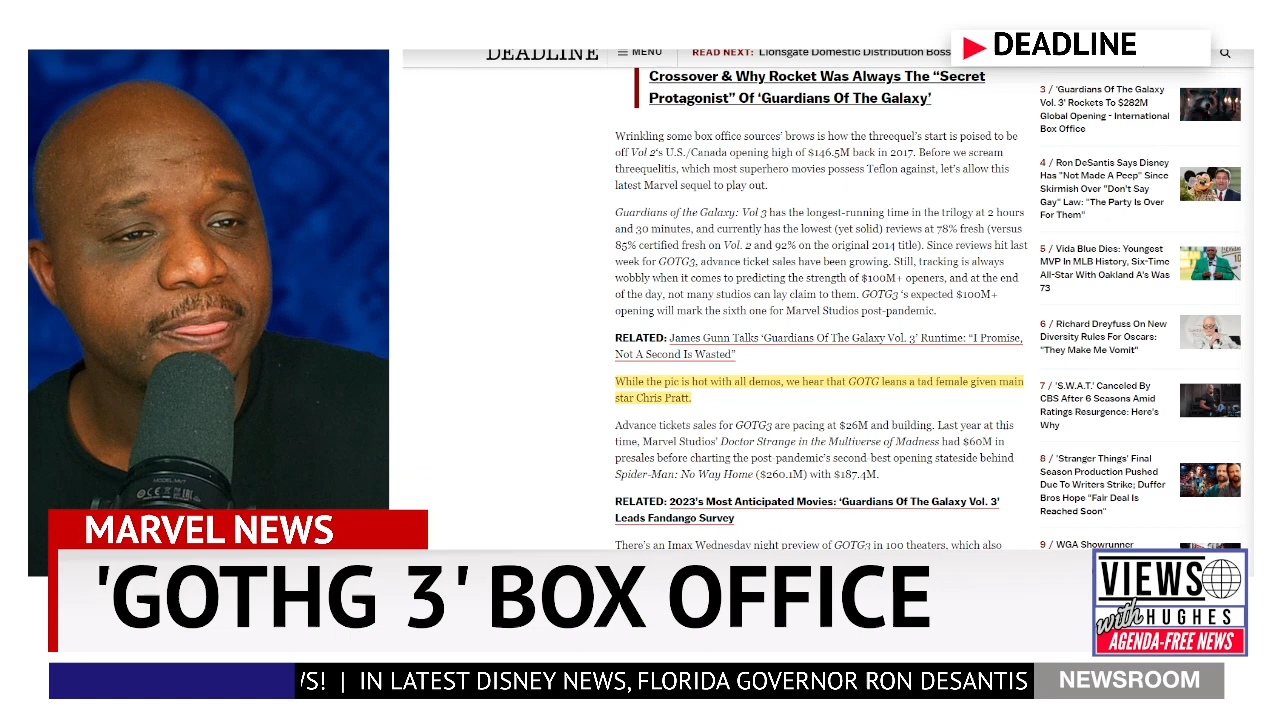 DEADLINE
MENU
READ NEXT: Lionsgate Domestic Distribution Boss
DEADLINE
Crossover & Why Rocket Was Always The “Secret
Protagonist” Of ‘Guardians Of The Galaxy’
Wrinkling some box office sources’ brows is how the threequel’s start is poised to be
off Vol 2‘s U.S./Canada opening high of $146.5M back in 2017. Before we scream
threequelitis, which most superhero movies possess Teflon against, let’s allow this
latest Marvel sequel to play out.
Guardians of the Galaxy: Vol 3 has the longest-running time in the trilogy at 2 hours
and 30 minutes, and currently has the lowest (yet solid) reviews at 78% fresh (versus
85% certified fresh on Vol. 2 and 92% on the original 2014 title). Since reviews hit last
week for GOTG3, advance ticket sales have been growing. Still, tracking is always
wobbly when it comes to predicting the strength of $100M+ openers, and at the end
of the day, not many studios can lay claim to them. GOTG3 ‘s expected $100M+
opening will mark the sixth one for Marvel Studios post-pandemic.
RELATED: James Gunn Talks ‘Guardians Of The Galaxy Vol. 3’ Runtime: “I Promise,
Not A Second Is Wasted”
While the pic is hot with all demos, we hear that GOTG leans a tad female given main
star Chris Pratt.
Advance tickets sales for GOTG3 are pacing at $26M and building. Last year at this
time, Marvel Studios’ Doctor Strange in the Multiverse of Madness had $60M in
presales before charting the post-pandemic’s second-best opening stateside behind
Spider-Man: No Way Home ($260.1M) with $187.4M.
RELATED: 2023’s Most Anticipated Movies: ‘Guardians Of The Galaxy Vol. 3’
Leads Fandango Survey
There’s an Imax Wednesday night preview of GOTG3 in 100 theaters, which also
3 / 'Guardians Of The Galaxy
Vol. 3' Rockets To $282M
Global Opening - International
Box Office
4 / Ron DeSantis Says Disney
Has "Not Made A Peep" Since
Skirmish Over "Don't Say
Gay" Law: "The Party Is Over
For Them"
5 / Vida Blue Dies: Youngest
MVP In MLB History, Six-Time
All-Star With Oakland A's Was
73
6 / Richard Dreyfuss On New
Diversity Rules For Oscars:
"They Make Me Vomit"
7 / 'S.W.A.T.' Canceled By
CBS After 6 Seasons Amid
Ratings Resurgence: Here's
Why
8 / 'Stranger Things' Final
Season Production Pushed
Due To Writers Strike; Duffer
Bros Hope "Fair Deal Is
Reached Soon"
9 / WGA Showrunner
MARVEL NEWS
'GOTHG 3' BOX OFFICE
VIEWS
with HUGHES
AGENDA-FREE NEWS
/S! | IN LATEST DISNEY NEWS, FLORIDA GOVERNOR RON DESANTIS
NEWSROOM